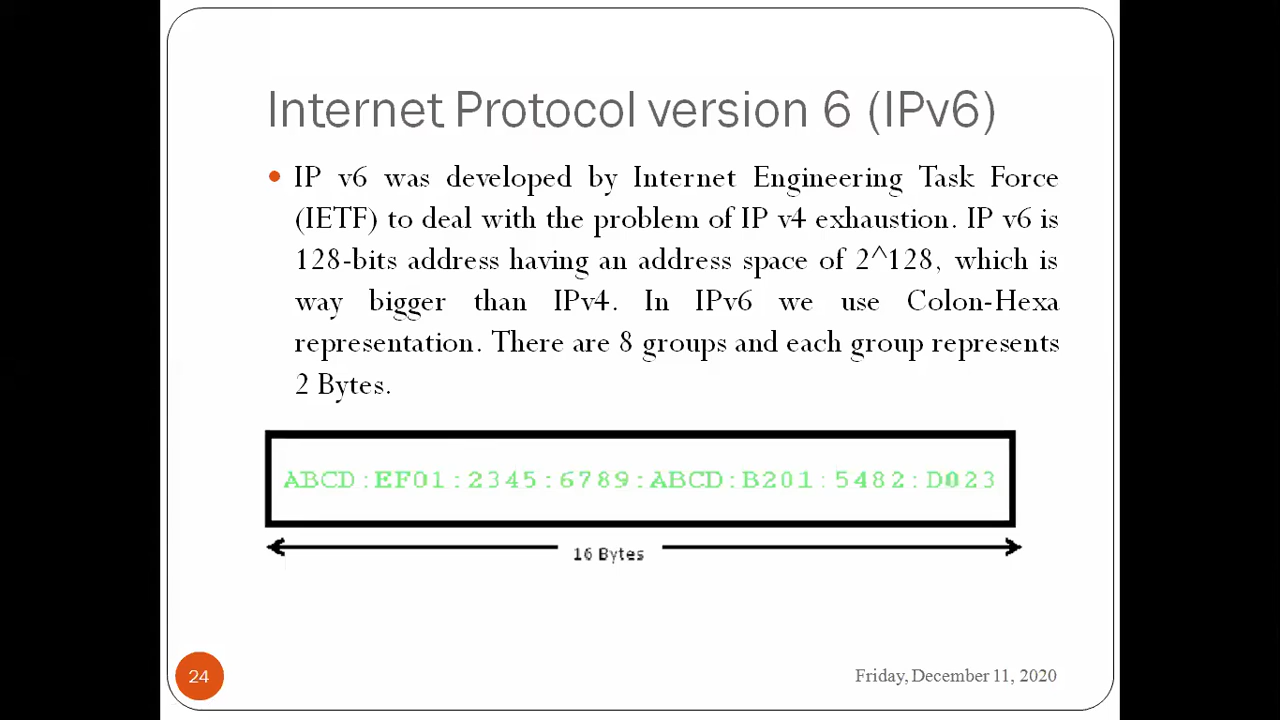 Internet Protocol version 6 (IPv6)
• IP v6 was developed by Internet Engineering Task Force
(IETF) to deal with the problem of IP v4 exhaustion. IP v6 is
128-bits address having an address space of 2^128, which is
way bigger than IPv4. In IPv6 we use Colon-Hexa
representation. There are 8 groups and each group represents
2 Bytes.
ABCD:EF01:2345:6789:ABCD:B201:5482:D023
16 Bytes
24
Friday, December 11, 2020